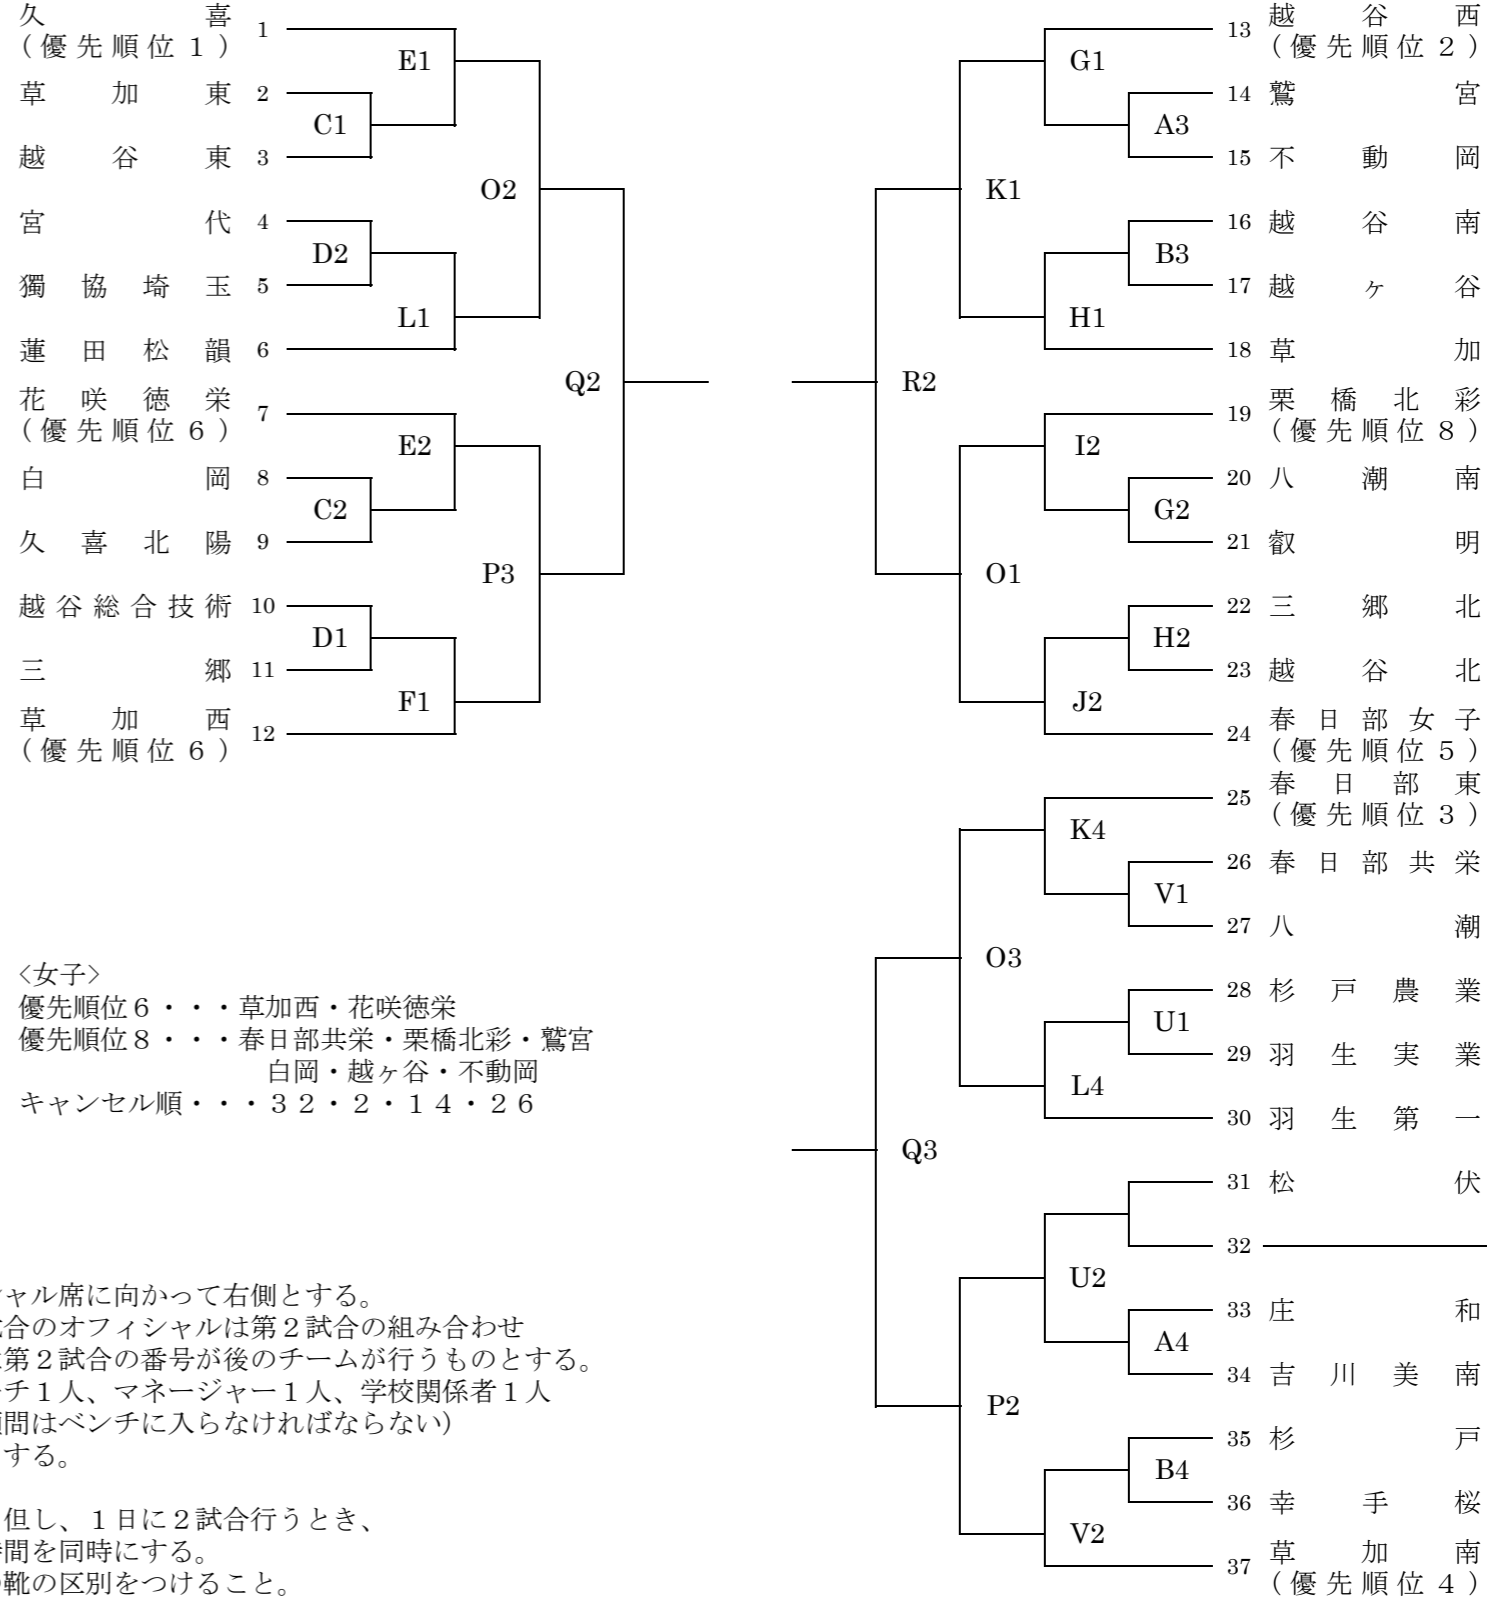 久喜 1
(優先順位1)
草加東 2
越谷東 3
宮代 4
獨協埼玉 5
蓮田松韻 6
花咲徳栄 7
(優先順位6)
白岡 8
久喜北陽 9
越谷総合技術 10
三郷 11
草加西 12
(優先順位6)
E1
C1
O2
D2
L1
Q2
E2
C2
P3
D1
F1
13 越谷西
(優先順位2)
14 鷲宮
15 不動岡
16 越谷南
17 越ヶ谷
18 草加
19 栗橋北彩
(優先順位8)
20 八潮南
21 叡明
22 三郷北
23 越谷北
24 春日部女子
(優先順位5)
G1
A3
K1
B3
H1
R2
I2
G2
O1
H2
J2
25 春日部東
(優先順位3)
26 春日部共栄
27 八潮
28 杉戸農業
29 羽生実業
30 羽生第一
31 松伏
32
33 庄和
34 吉川美南
35 杉戸
36 幸手桜
37 草加南
(優先順位4)
K4
V1
O3
U1
L4
Q3
U2
A4
P2
B4
V2
<女子>
優先順位6・・・草加西・花咲徳栄
優先順位8・・・春日部共栄・栗橋北彩・鷲宮
白岡・越ヶ谷・不動岡
キャンセル順・・・32・2・14・26
ャル席に向かって右側とする。
合のオフィシャルは第2試合の組み合わせ
第2試合の番号が後のチームが行うものとする。
チ1人、マネージャー1人、学校関係者1人
問はベンチに入らなければならない)
する。
但し、1日に2試合行うとき、
間を同時にする。
靴の区別をつけること。